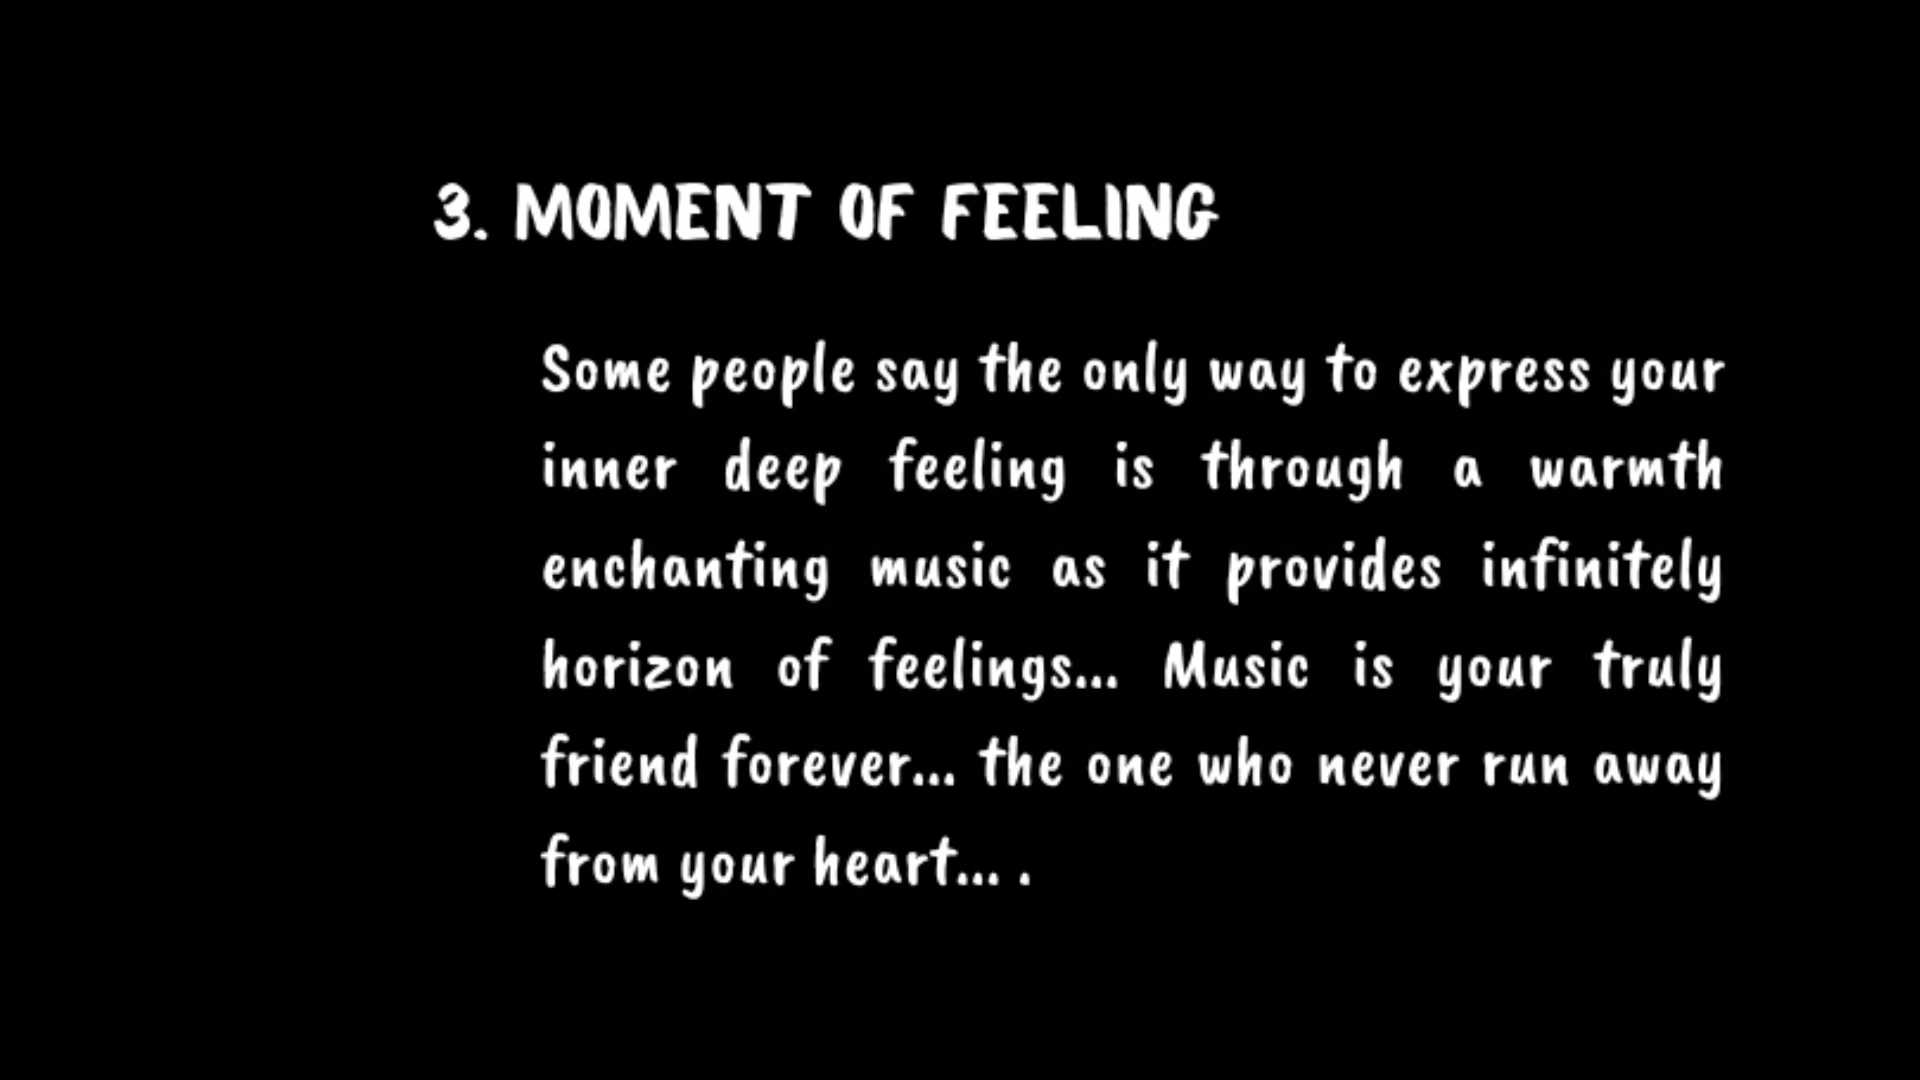 3. MOMENT OF FEELING
Some people say the only way to express your
inner deep feeling is through a warmth
enchanting music as it provides infinitely
horizon of feelings... Music is your truly
friend forever... the one who never run away
from your heart... .